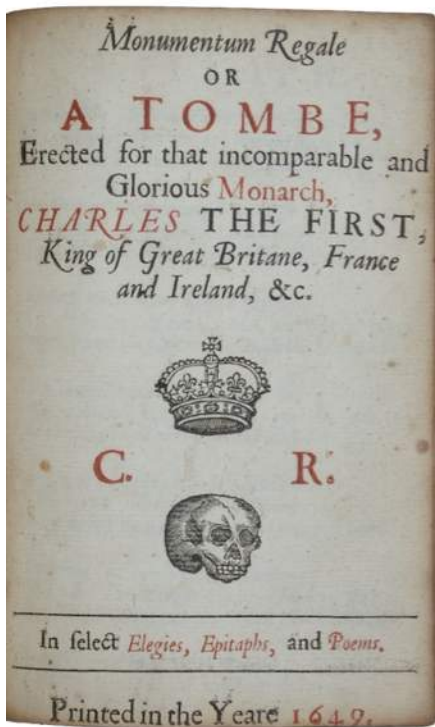 Monumentum Regale
OR
A TOMBE,
Erected for that incomparable and
Glorious Monarch,
CHARLES THE FIRST,
King of Great Britane, France
and Ireland, &c.
C. R.
In ſelect Elegies, Epitaphs, and Poems.
Printed in the Yeare 1649.